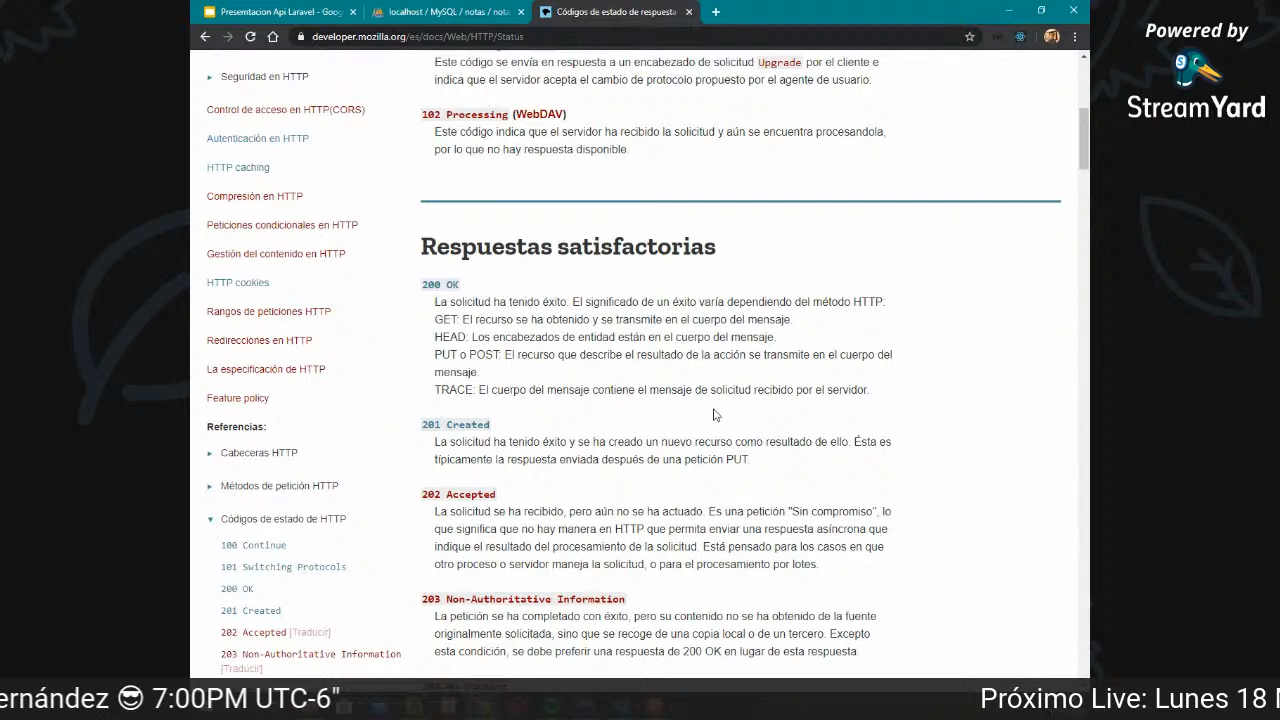 Presentacion Api Laravel - Goog
localhost / MySQL / notas / nota
Códigos de estado de respuesta
developer.mozilla.org/es/docs/Web/HTTP/Status
Powered by
StreamYard
Seguridad en HTTP
Control de acceso en HTTP(CORS)
Autenticación en HTTP
HTTP caching
Compresión en HTTP
Peticiones condicionales en HTTP
Gestión del contenido en HTTP
HTTP cookies
Rangos de peticiones HTTP
Redirecciones en HTTP
La especificación de HTTP
Feature policy
Referencias:
Cabeceras HTTP
Métodos de petición HTTP
Códigos de estado de HTTP
100 Continue
101 Switching Protocols
200 OK
201 Created
202 Accepted [Traducir]
203 Non-Authoritative Information
[Traducir]
Este código se envía en respuesta a un encabezado de solicitud Upgrade por el cliente e
indica que el servidor acepta el cambio de protocolo propuesto por el agente de usuario.
102 Processing (WebDAV)
Este código indica que el servidor ha recibido la solicitud y aún se encuentra procesandola,
por lo que no hay respuesta disponible.
Respuestas satisfactorias
200 OK
La solicitud ha tenido éxito. El significado de un éxito varía dependiendo del método HTTP:
GET: El recurso se ha obtenido y se transmite en el cuerpo del mensaje.
HEAD: Los encabezados de entidad están en el cuerpo del mensaje.
PUT o POST: El recurso que describe el resultado de la acción se transmite en el cuerpo del
mensaje.
TRACE: El cuerpo del mensaje contiene el mensaje de solicitud recibido por el servidor.
201 Created
La solicitud ha tenido éxito y se ha creado un nuevo recurso como resultado de ello. Ésta es
típicamente la respuesta enviada después de una petición PUT.
202 Accepted
La solicitud se ha recibido, pero aún no se ha actuado. Es una petición "Sin compromiso", lo
que significa que no hay manera en HTTP que permita enviar una respuesta asíncrona que
indique el resultado del procesamiento de la solicitud. Está pensado para los casos en que
otro proceso o servidor maneja la solicitud, o para el procesamiento por lotes.
203 Non-Authoritative Information
La petición se ha completado con éxito, pero su contenido no se ha obtenido de la fuente
originalmente solicitada, sino que se recoge de una copia local o de un tercero. Excepto
esta condición, se debe preferir una respuesta de 200 OK en lugar de esta respuesta.
ernández 😎 7:00PM UTC-6"
Próximo Live: Lunes 18